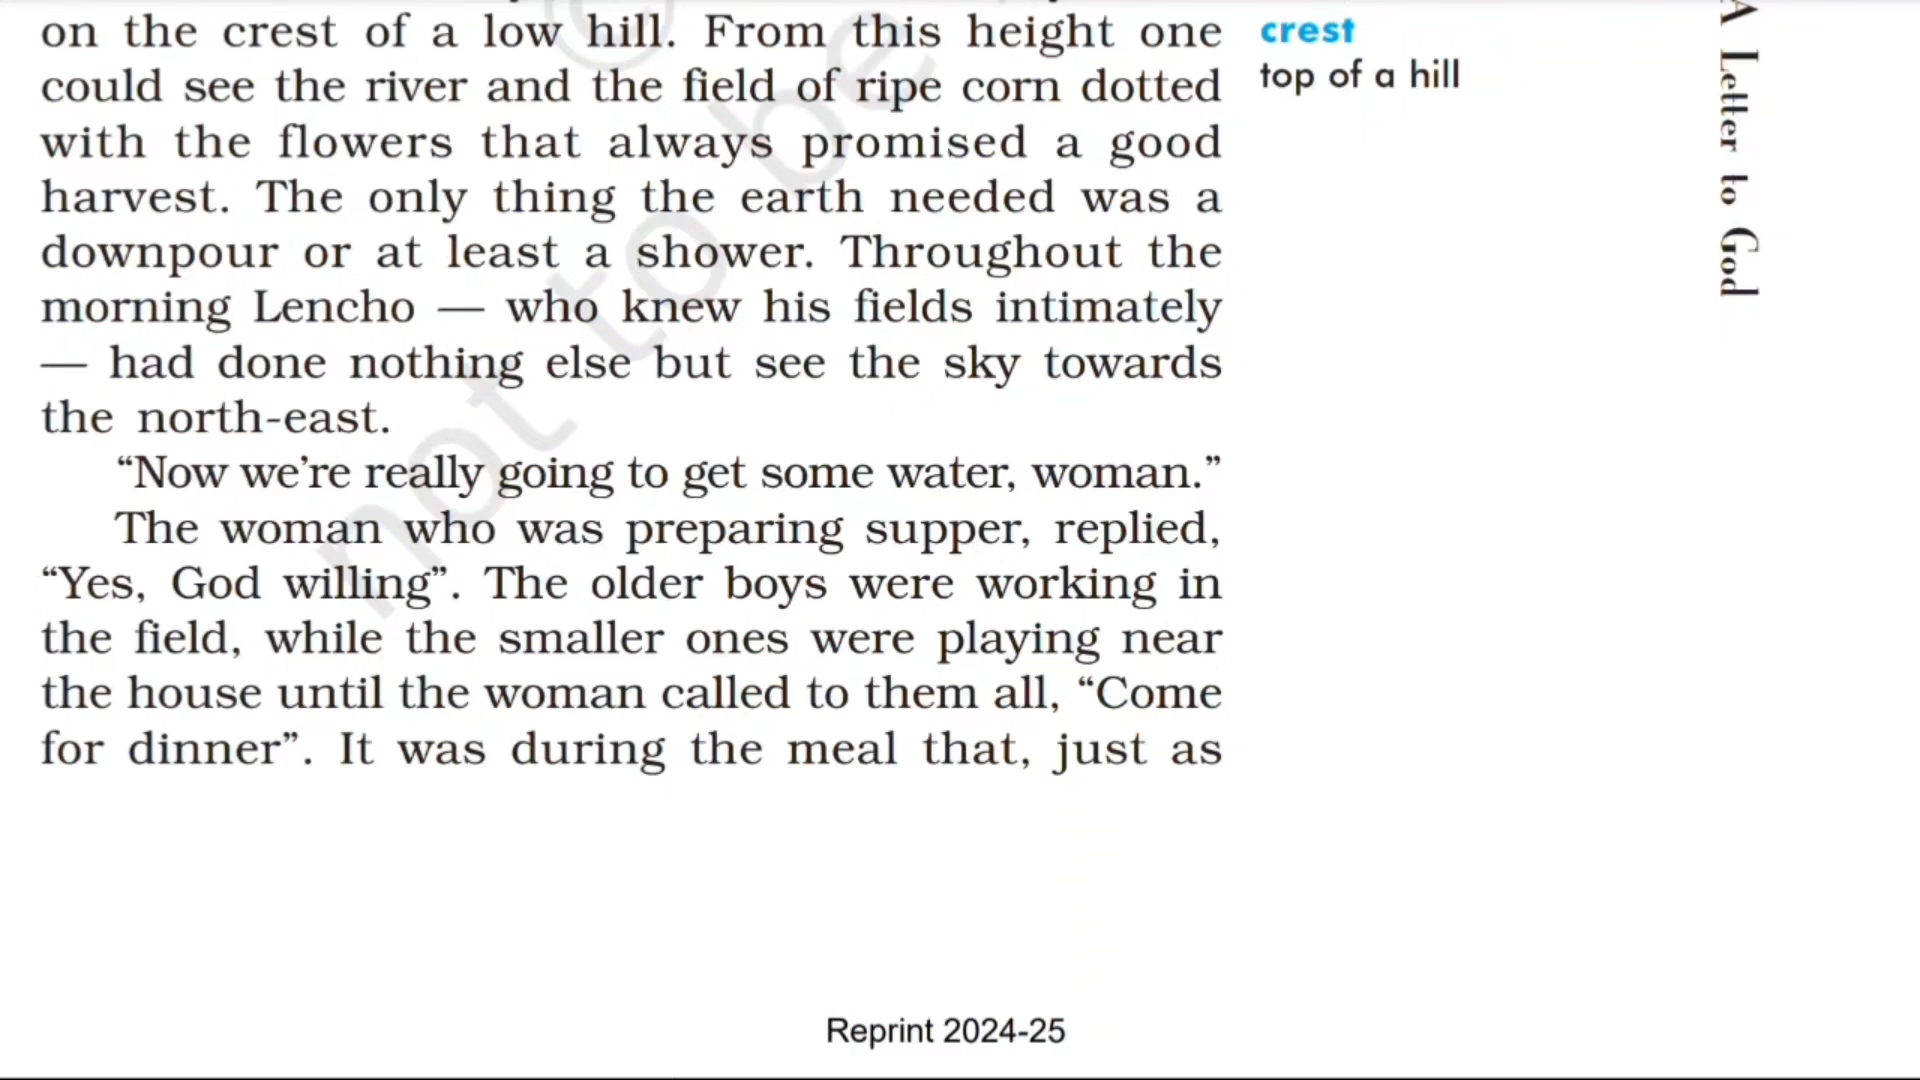 on the crest of a low hill. From this height one
could see the river and the field of ripe corn dotted
with the flowers that always promised a good
harvest. The only thing the earth needed was a
downpour or at least a shower. Throughout the
morning Lencho — who knew his fields intimately
— had done nothing else but see the sky towards
the north-east.
“Now we’re really going to get some water, woman.”
The woman who was preparing supper, replied,
“Yes, God willing”. The older boys were working in
the field, while the smaller ones were playing near
the house until the woman called to them all, “Come
for dinner”. It was during the meal that, just as
crest
top of a hill
A Letter to God
© not to be
Reprint 2024-25